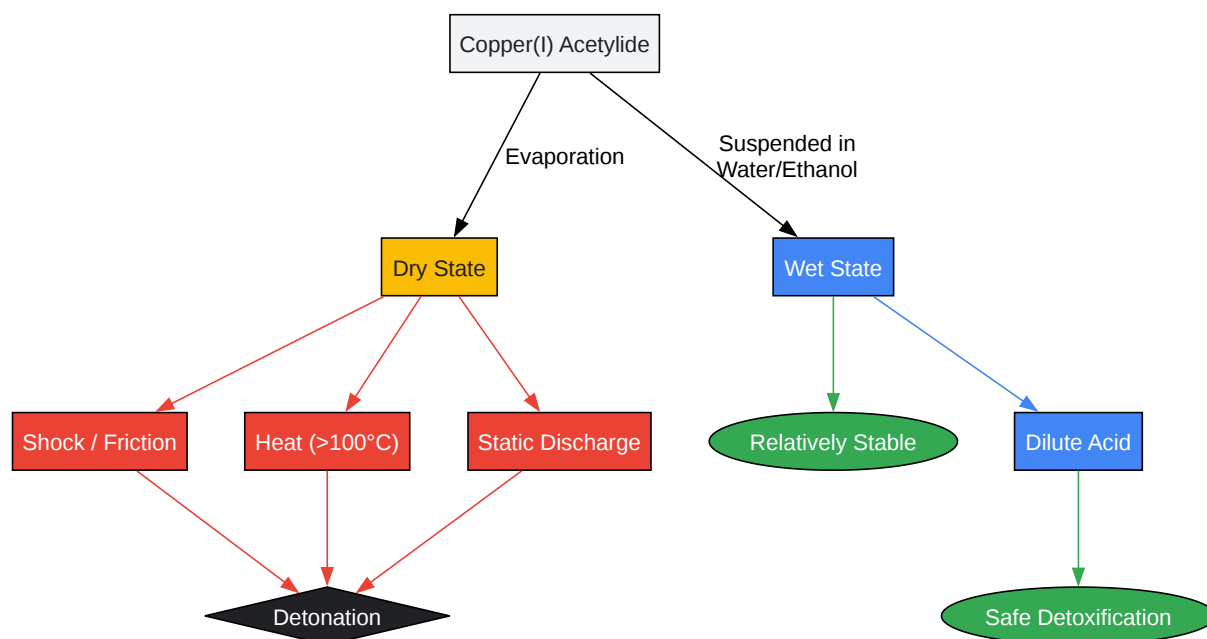 Copper(I) Acetylide
Evaporation
Suspended in
Water/Ethanol
Dry State
Wet State
Shock / Friction
Heat (>100°C)
Static Discharge
Relatively Stable
Dilute Acid
Detonation
Safe Detoxification